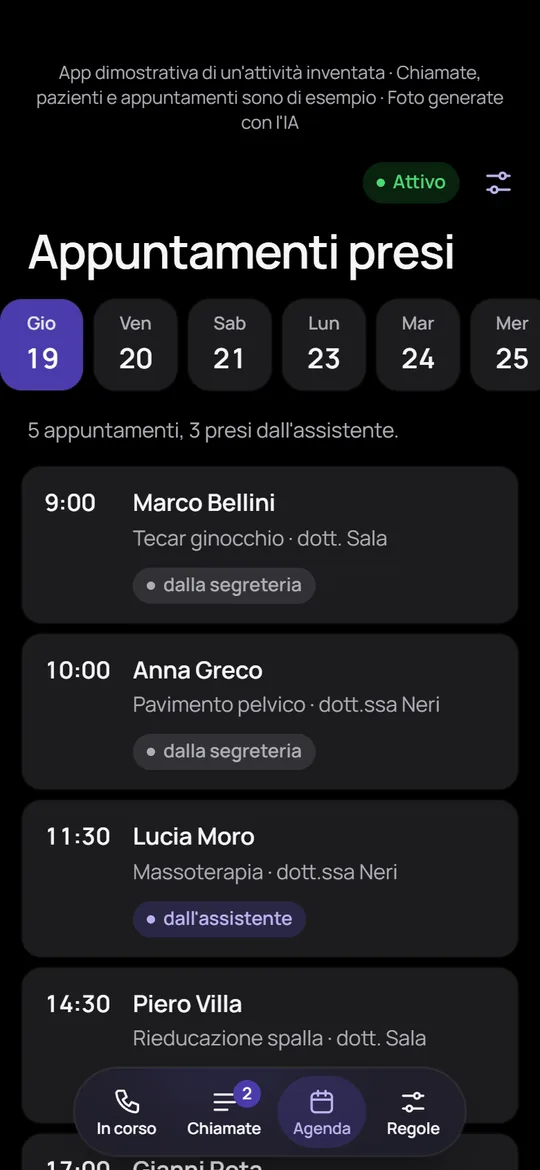 App dimostrativa di un'attività inventata · Chiamate,
pazienti e appuntamenti sono di esempio · Foto generate
con l'IA
Attivo
Appuntamenti presi
Gio Ven Sab Lun Mar Mer
19 20 21 23 24 25
5 appuntamenti, 3 presi dall'assistente.
9:00 Marco Bellini
Tecar ginocchio · dott. Sala
dalla segreteria
10:00 Anna Greco
Pavimento pelvico · dott.ssa Neri
dalla segreteria
11:30 Lucia Moro
Massoterapia · dott.ssa Neri
dall'assistente
14:30 Piero Villa
Rieducazione spalla · dott. Sala
2
In corso Chiamate Agenda Regole
17:00 Gianni Rota